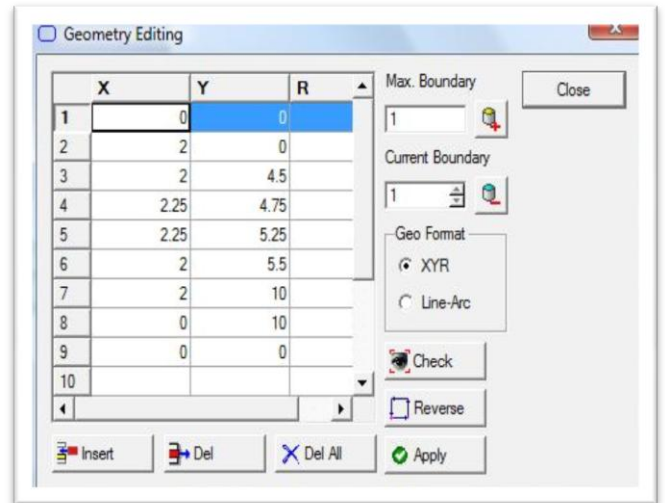 Geometry Editing
X Y R
1 0 0
2 2 0
3 2 4.5
4 2.25 4.75
5 2.25 5.25
6 2 5.5
7 2 10
8 0 10
9 0 0
10
Insert Del Del All
Max. Boundary
1
Current Boundary
1
Geo Format
XYR
Line-Arc
Check
Reverse
Apply
Close